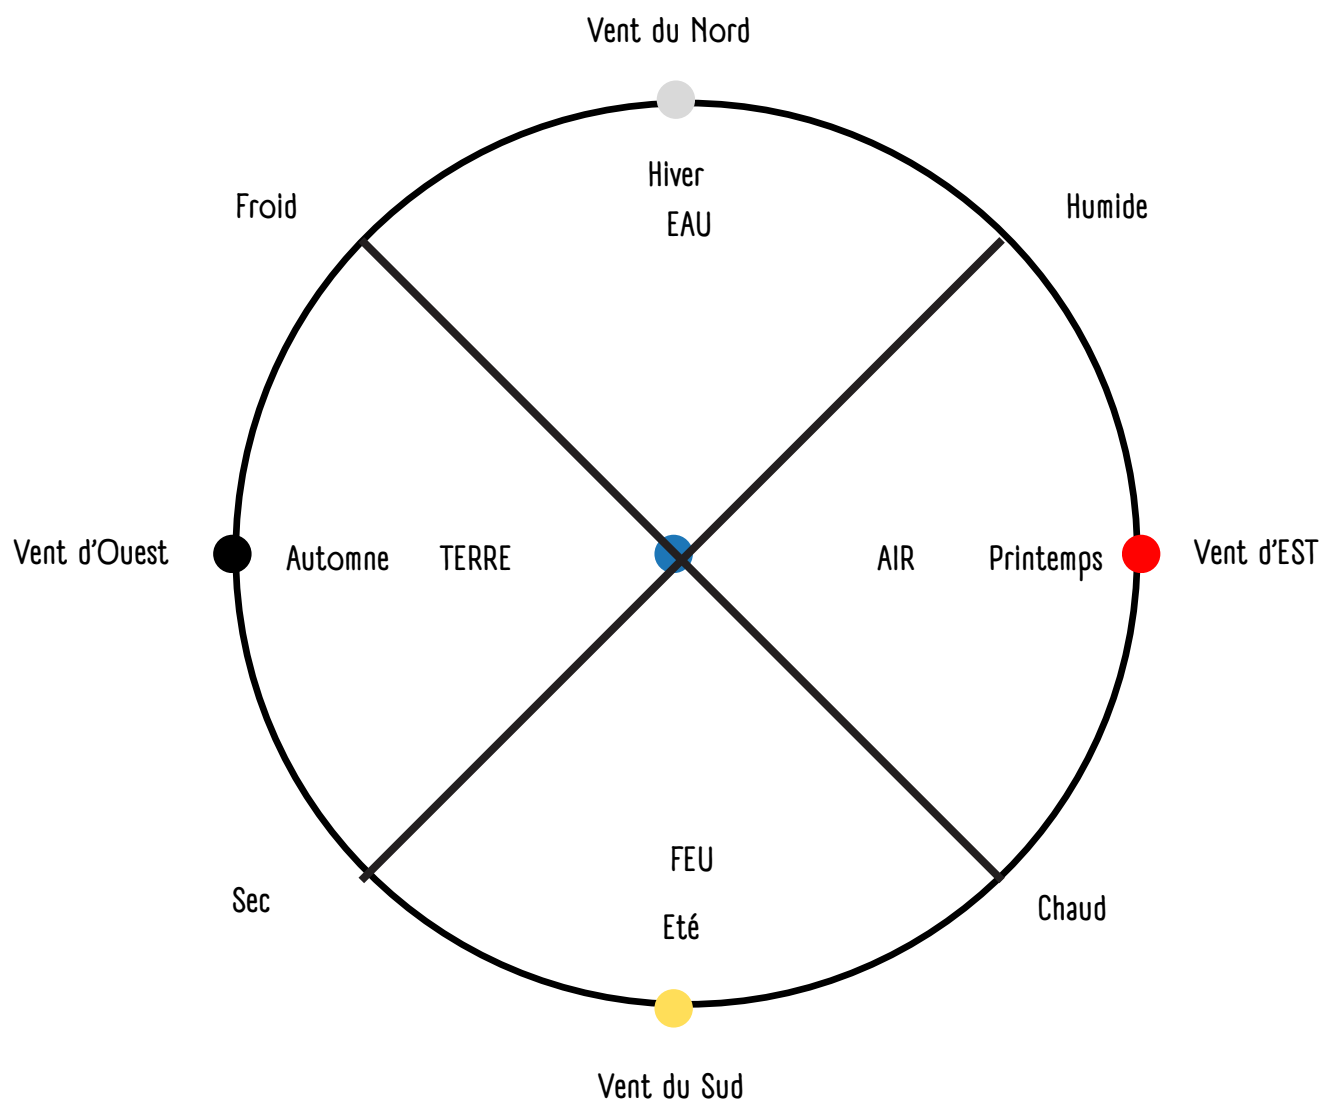 Vent du Nord
Hiver
EAU
Froid
Humide
Vent d'Ouest
Automne
TERRE
AIR
Printemps
Vent d'EST
FEU
Eté
Sec
Chaud
Vent du Sud